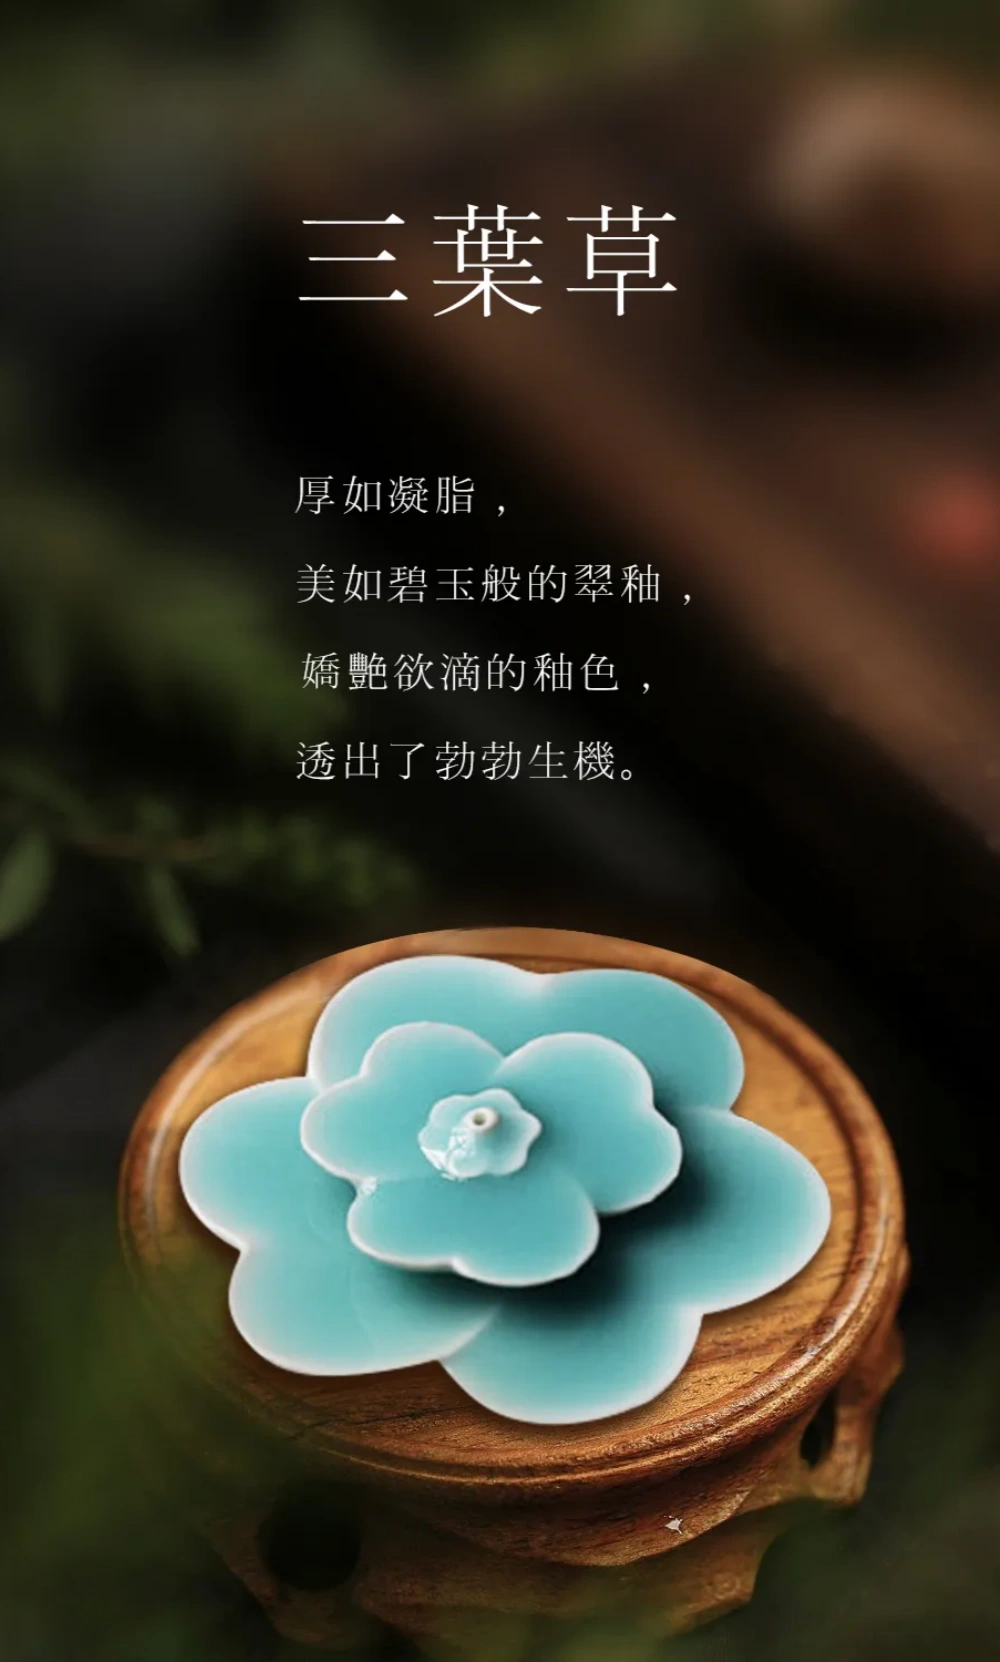 三葉草
厚如凝脂，
美如碧玉般的翠釉，
嬌艷欲滴的釉色，
透出了勃勃生機。